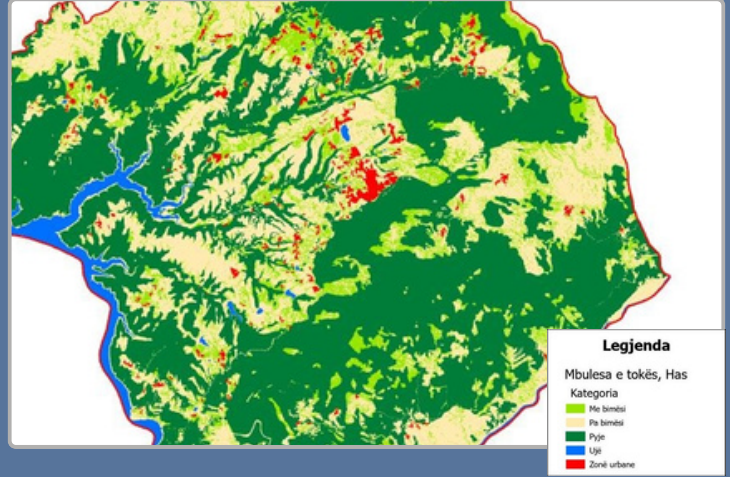 Legjenda
Mbulesa e tokës, Has
Kategoria
Me bimësi
Pa bimësi
Pyje
Ujë
Zonë urbane